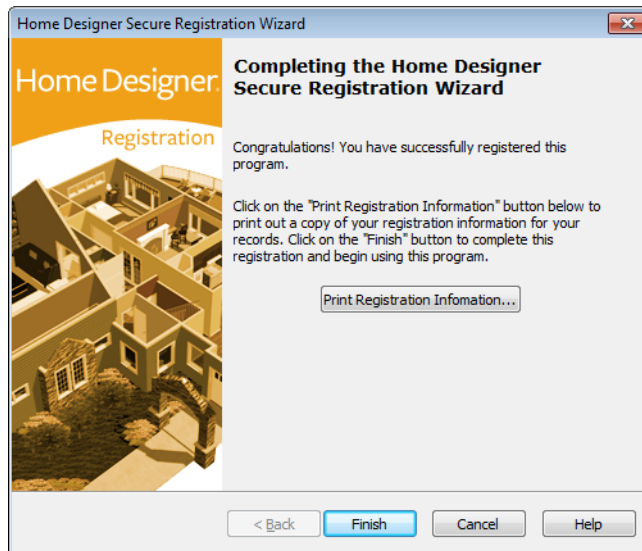 Home Designer Secure Registration Wizard
Home Designer.
Registration
Completing the Home Designer
Secure Registration Wizard
Congratulations! You have successfully registered this
program.
Click on the "Print Registration Information" button below to
print out a copy of your registration information for your
records. Click on the "Finish" button to complete this
registration and begin using this program.
Print Registration Infomation...
< Back
Finish
Cancel
Help